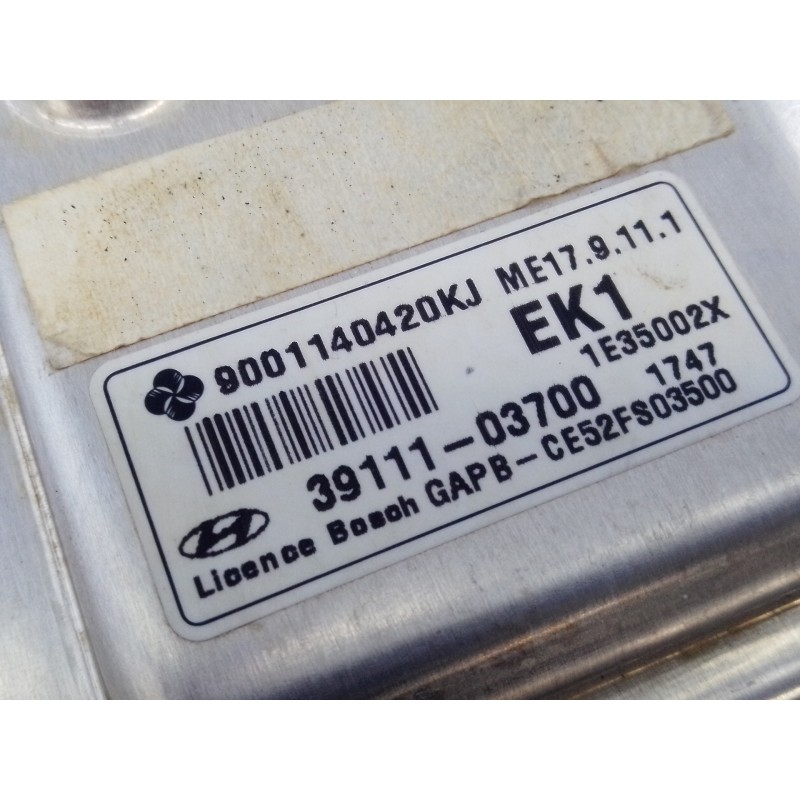 9001140420KJ ME17.9.11.1
EK1
1E35002X
39111-03700 1747
Licence Bosch GAPB-CE52FS03500